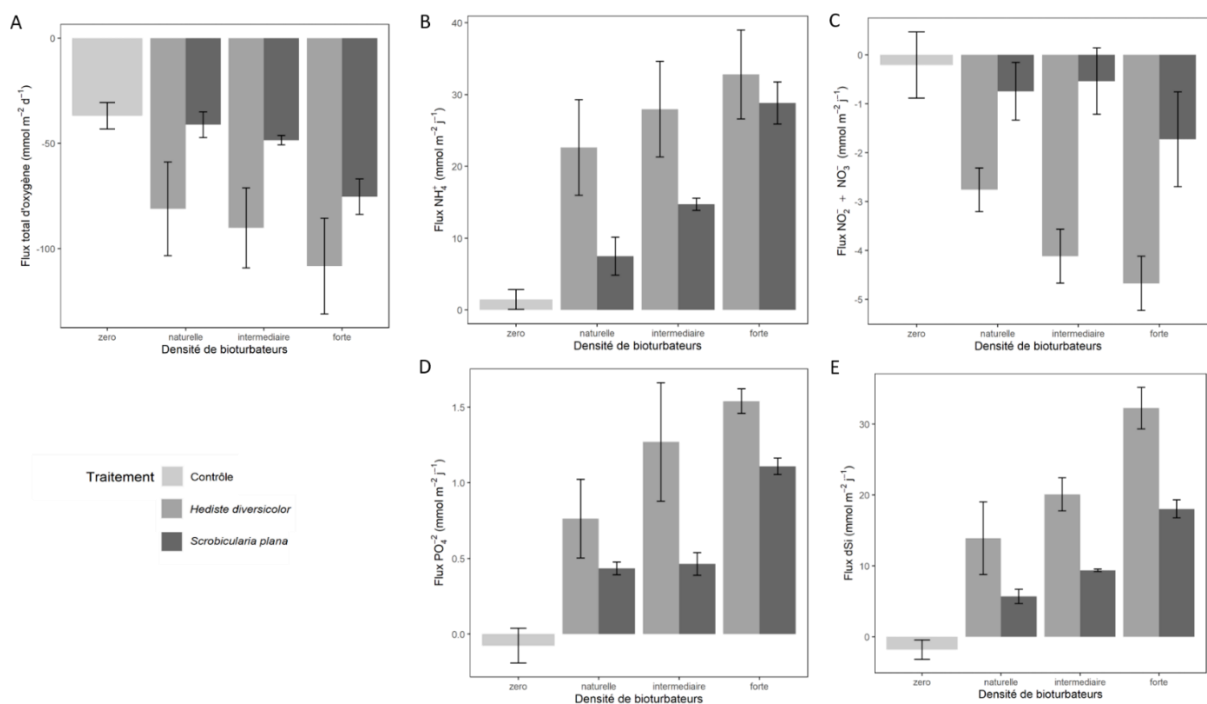 A
Flux total d'oxygène (mmol m⁻² d⁻¹)
0
-50
-100
zero
naturelle
intermediaire
forte
Densité de bioturbateurs
B
Flux NH₄⁺ (mmol m⁻² j⁻¹)
40
30
20
10
0
zero
naturelle
intermediaire
forte
Densité de bioturbateurs
C
Flux NO₂⁻ + NO₃⁻ (mmol m⁻² j⁻¹)
0
-1
-2
-3
-4
-5
zero
naturelle
intermediaire
forte
Densité de bioturbateurs
Traitement
Contrôle
Hediste diversicolor
Scrobicularia plana
D
Flux PO₄⁻² (mmol m⁻² j⁻¹)
1.5
1.0
0.5
0.0
zero
naturelle
intermediaire
forte
Densité de bioturbateurs
E
Flux dSi (mmol m⁻² j⁻¹)
30
20
10
0
zero
naturelle
intermediaire
forte
Densité de bioturbateurs